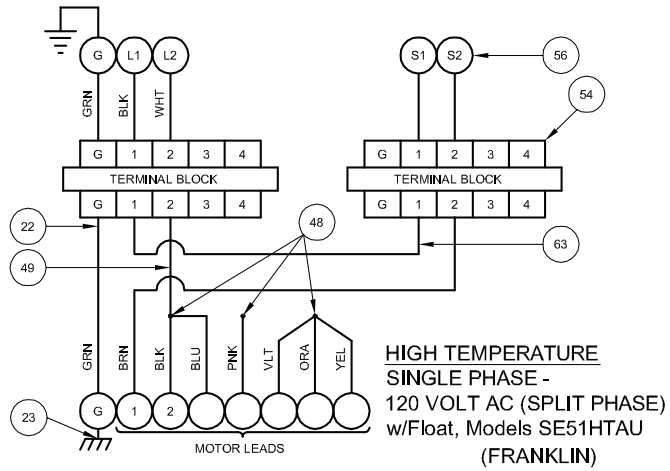 G L1 L2 S1 S2 56
54
GRN BLK WHT
G 1 2 3 4 G 1 2 3 4
TERMINAL BLOCK TERMINAL BLOCK
G 1 2 3 4 G 1 2 3 4
22 48
49 63
GRN BRN BLK BLU PNK VLT ORA YEL
G 1 2
23
MOTOR LEADS
HIGH TEMPERATURE
SINGLE PHASE -
120 VOLT AC (SPLIT PHASE)
w/Float, Models SE51HTAU
(FRANKLIN)